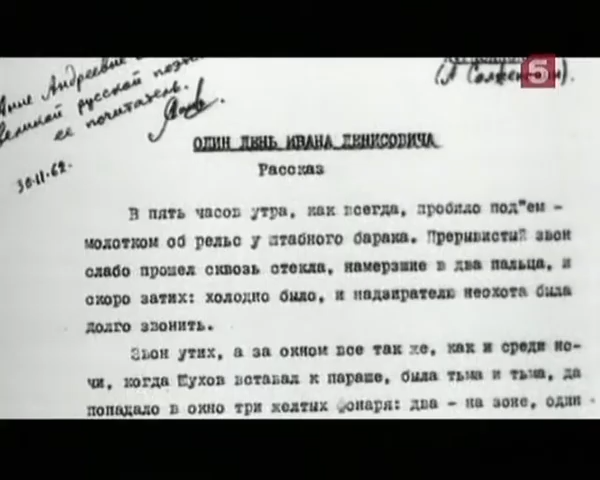 Анне Андреевне
великой русской поэз
ее почитатель.
30.11.62.
(А Солженицын).
5
ОДИН ДЕНЬ ИВАНА ДЕНИСОВИЧА
Рассказ
В пять часов утра, как всегда, пробило под"ем -
молотком об рельс у штабного барака. Прерывистый звон
слабо прошел сквозь стекла, намерзшие в два пальца, и
скоро затих: холодно было, и надзирателю неохота была
долго звонить.
Звон утих, а за окном все так же, как и среди но-
чи, когда Шухов вставал к параше, была тьма и тьма, да
попадало в окно три желтых фонаря: два - на зоне, один -